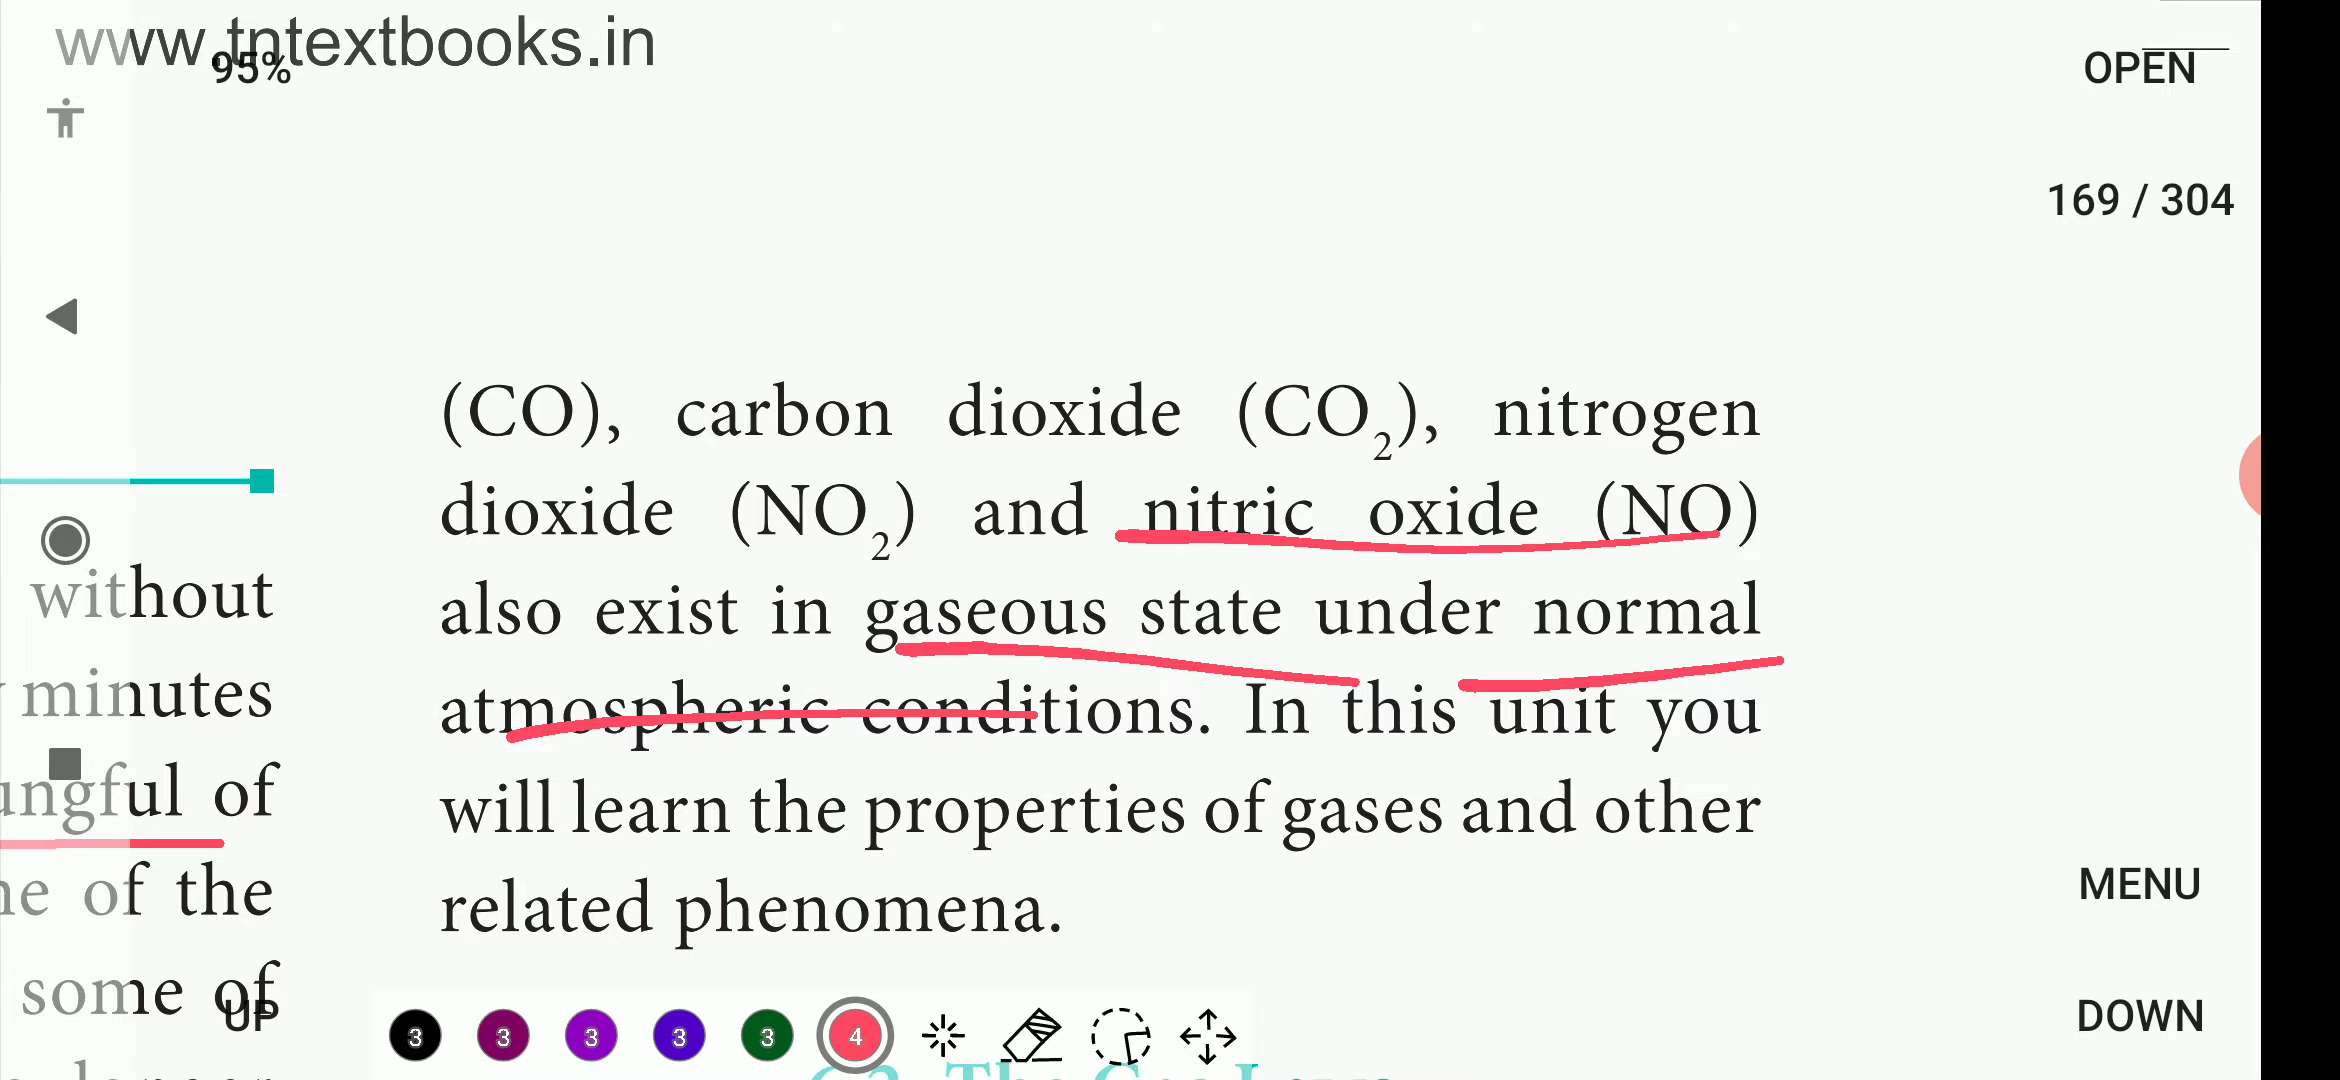 www.tntextbooks.in
95%
OPEN
169 / 304
without
minutes
of
of the
some of
UP
(CO), carbon dioxide (CO₂), nitrogen
dioxide (NO₂) and nitric oxide (NO)
also exist in gaseous state under normal
atmospheric conditions. In this unit you
will learn the properties of gases and other
related phenomena.
MENU
DOWN
3 3 3 3 3 4